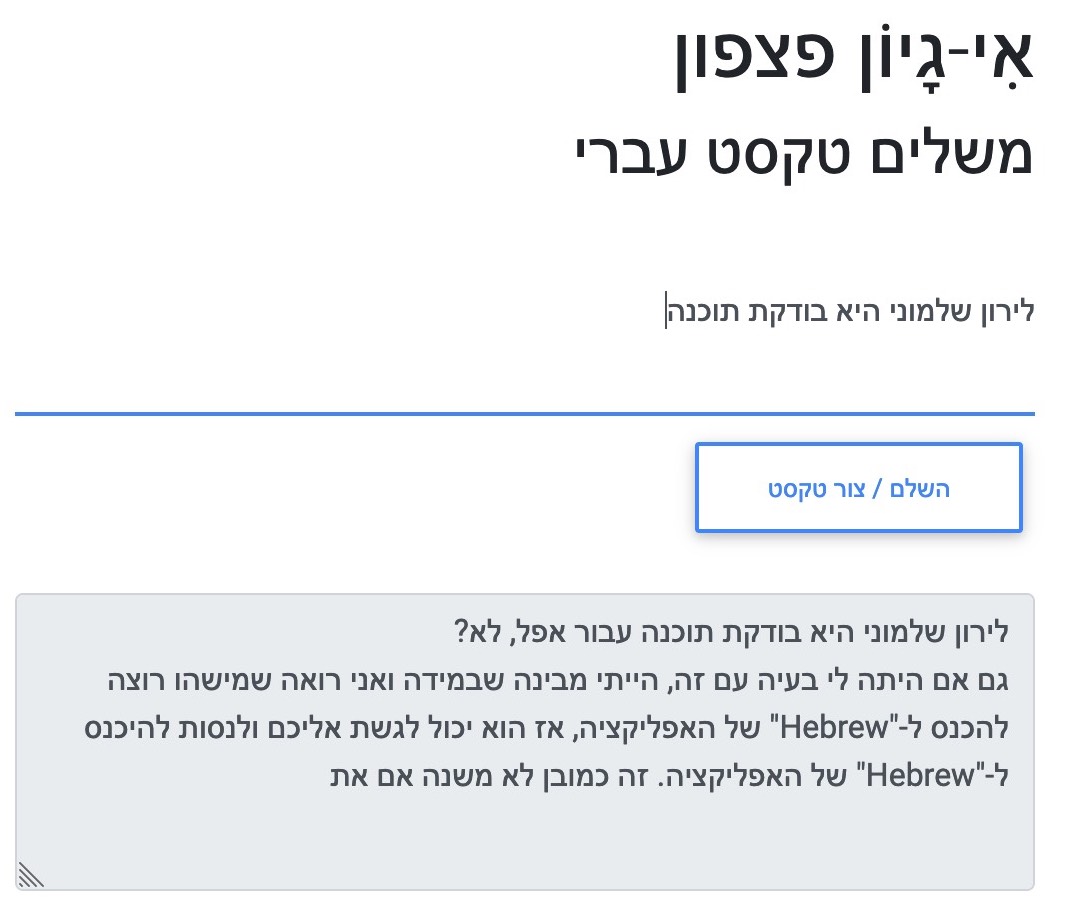 אִי-גָיוֹן פצפון
משלים טקסט עברי
לירון שלמוני היא בודקת תוכנה
השלם / צור טקסט
לירון שלמוני היא בודקת תוכנה עבור אפל, לא?
גם אם היתה לי בעיה עם זה, הייתי מבינה שבמידה ואני רואה שמישהו רוצה
להכנס ל-"Hebrew" של האפליקציה, אז הוא יכול לגשת אליכם ולנסות להיכנס
ל-"Hebrew" של האפליקציה. זה כמובן לא משנה אם את